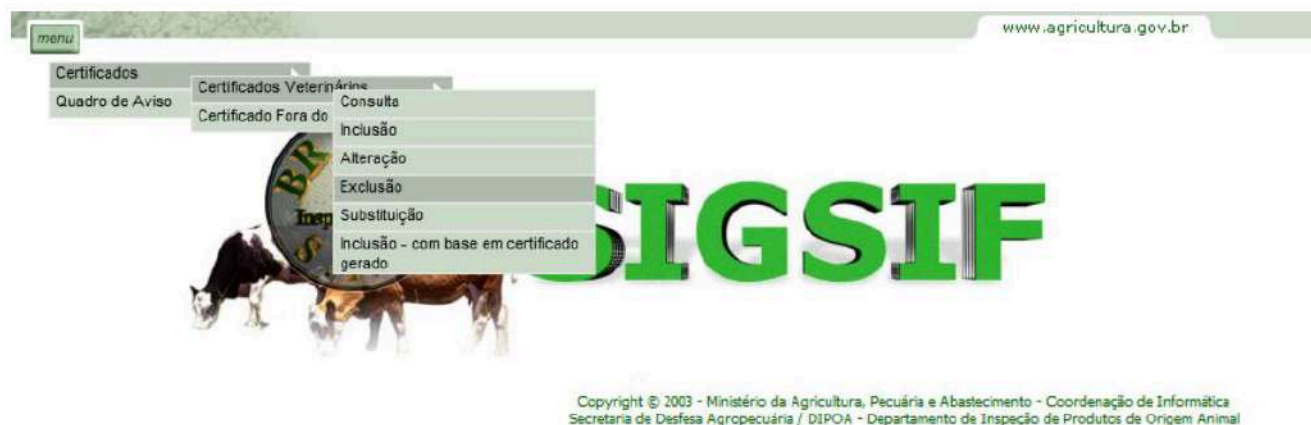 menu
www.agricultura.gov.br
Certificados
Quadro de Aviso
Certificados Veterinários
Certificado Fora do
Consulta
Inclusão
Alteração
Exclusão
Substituição
Inclusão - com base em certificado
gerado
BR
Insp
S
SIGSIF
Copyright © 2003 - Ministério da Agricultura, Pecuária e Abastecimento - Coordenação de Informática
Secretaria de Desfesa Agropecuária / DIPOA - Departamento de Inspeção de Produtos de Origem Animal